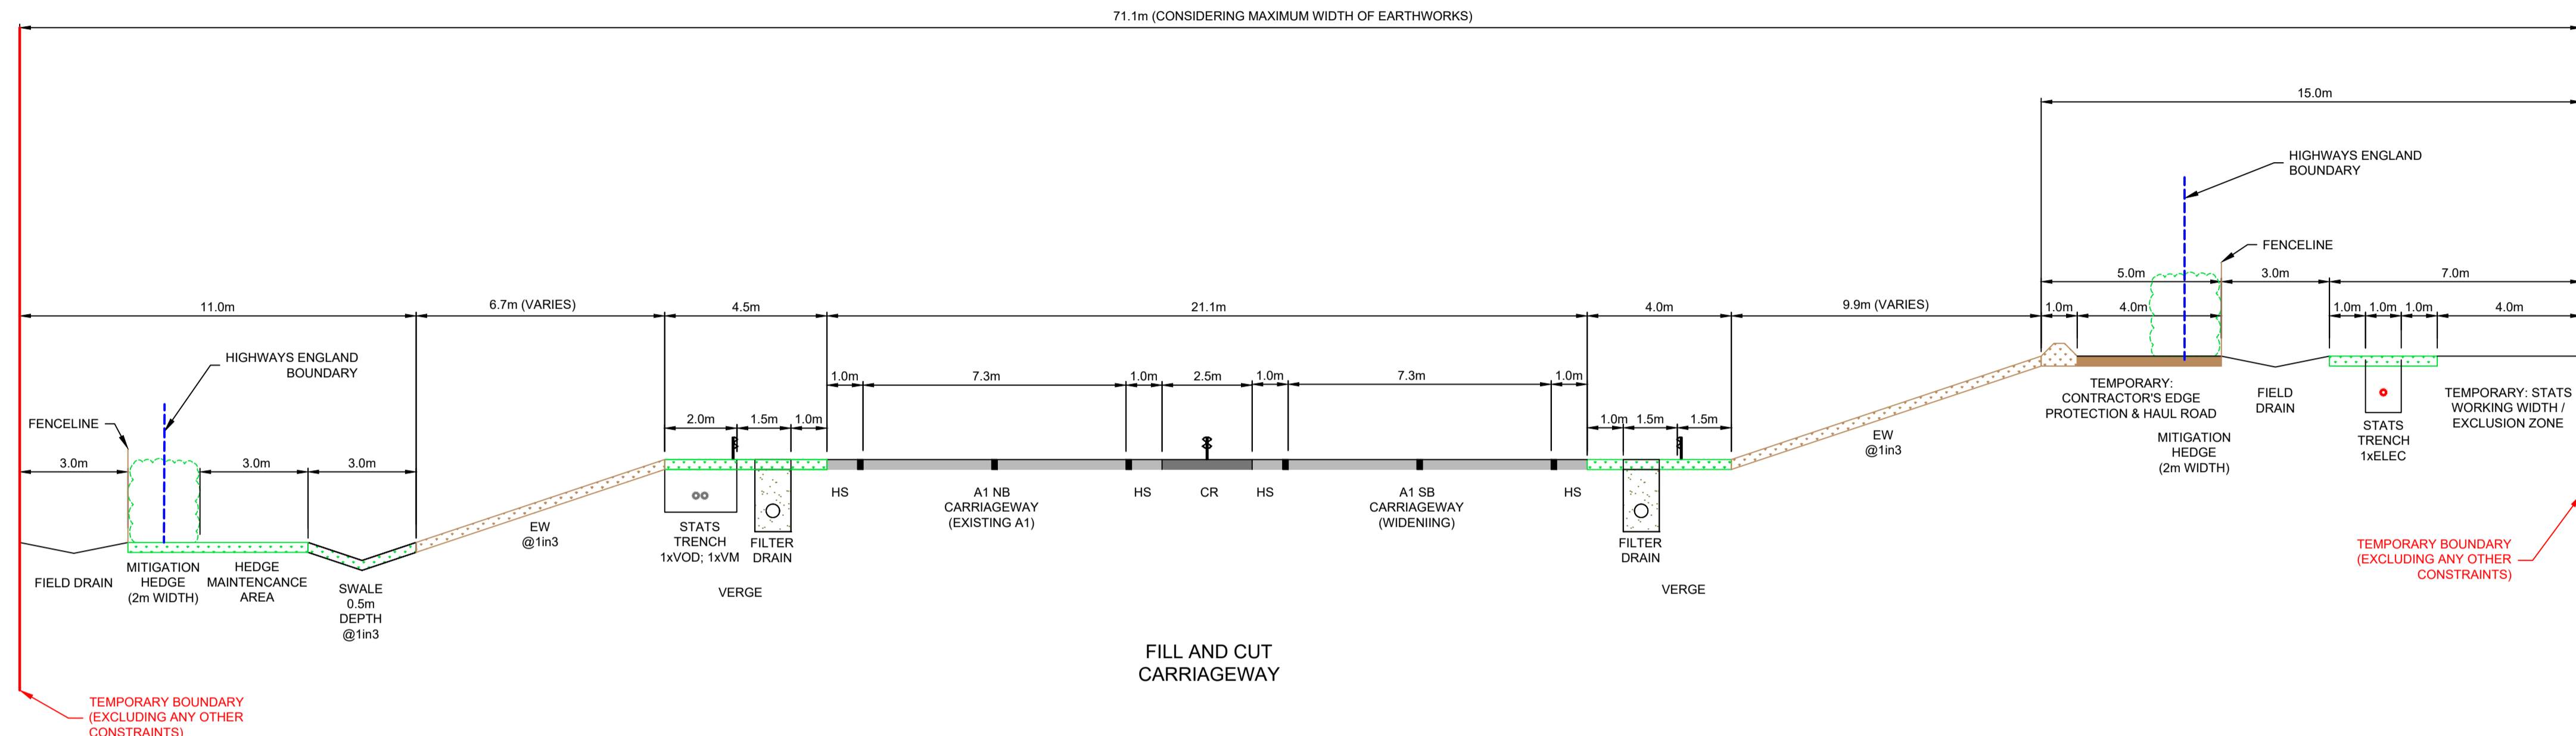 71.1m (CONSIDERING MAXIMUM WIDTH OF EARTHWORKS)
15.0m
HIGHWAYS ENGLAND
BOUNDARY
FENCELINE
5.0m
3.0m
7.0m
11.0m
6.7m (VARIES)
4.5m
21.1m
4.0m
9.9m (VARIES)
1.0m
4.0m
1.0m
1.0m
1.0m
4.0m
HIGHWAYS ENGLAND
BOUNDARY
1.0m
7.3m
1.0m
2.5m
1.0m
7.3m
1.0m
FENCELINE
2.0m
1.5m
1.0m
1.0m
1.5m
1.5m
3.0m
3.0m
3.0m
TEMPORARY:
CONTRACTOR'S EDGE
PROTECTION & HAUL ROAD
FIELD
DRAIN
TEMPORARY: STATS
WORKING WIDTH /
EXCLUSION ZONE
STATS
TRENCH
1xELEC
MITIGATION
HEDGE
(2m WIDTH)
EW
@1in3
HS
A1 NB
CARRIAGEWAY
(EXISTING A1)
HS
CR
HS
A1 SB
CARRIAGEWAY
(WIDENIING)
HS
EW
@1in3
STATS
TRENCH
1xVOD; 1xVM
FILTER
DRAIN
FILTER
DRAIN
VERGE
VERGE
FIELD DRAIN
MITIGATION
HEDGE
(2m WIDTH)
HEDGE
MAINTENCANCE
AREA
SWALE
0.5m
DEPTH
@1in3
TEMPORARY BOUNDARY
(EXCLUDING ANY OTHER
CONSTRAINTS)
FILL AND CUT
CARRIAGEWAY
TEMPORARY BOUNDARY
(EXCLUDING ANY OTHER
CONSTRAINTS)